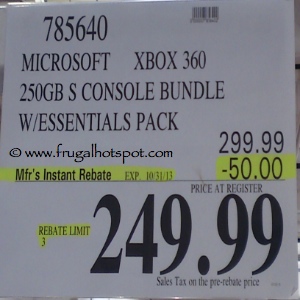 785640
MICROSOFT XBOX 360
250GB S CONSOLE BUNDLE
W/ESSENTIALS PACK
299.99
www.frugalhotspot.com
-50.00
Mfr's Instant Rebate EXP. 10/31/13
PRICE AT REGISTER
REBATE LIMIT
3
249.99
Sales Tax on the pre-rebate price